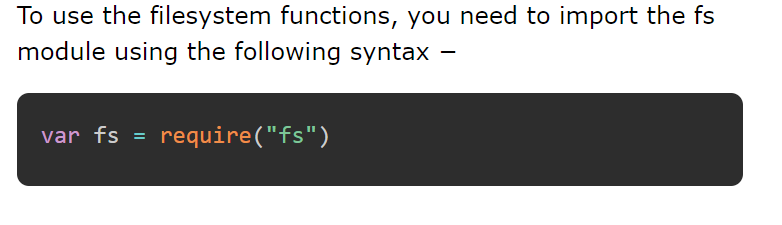 To use the filesystem functions, you need to import the fs
module using the following syntax −
var fs = require("fs")